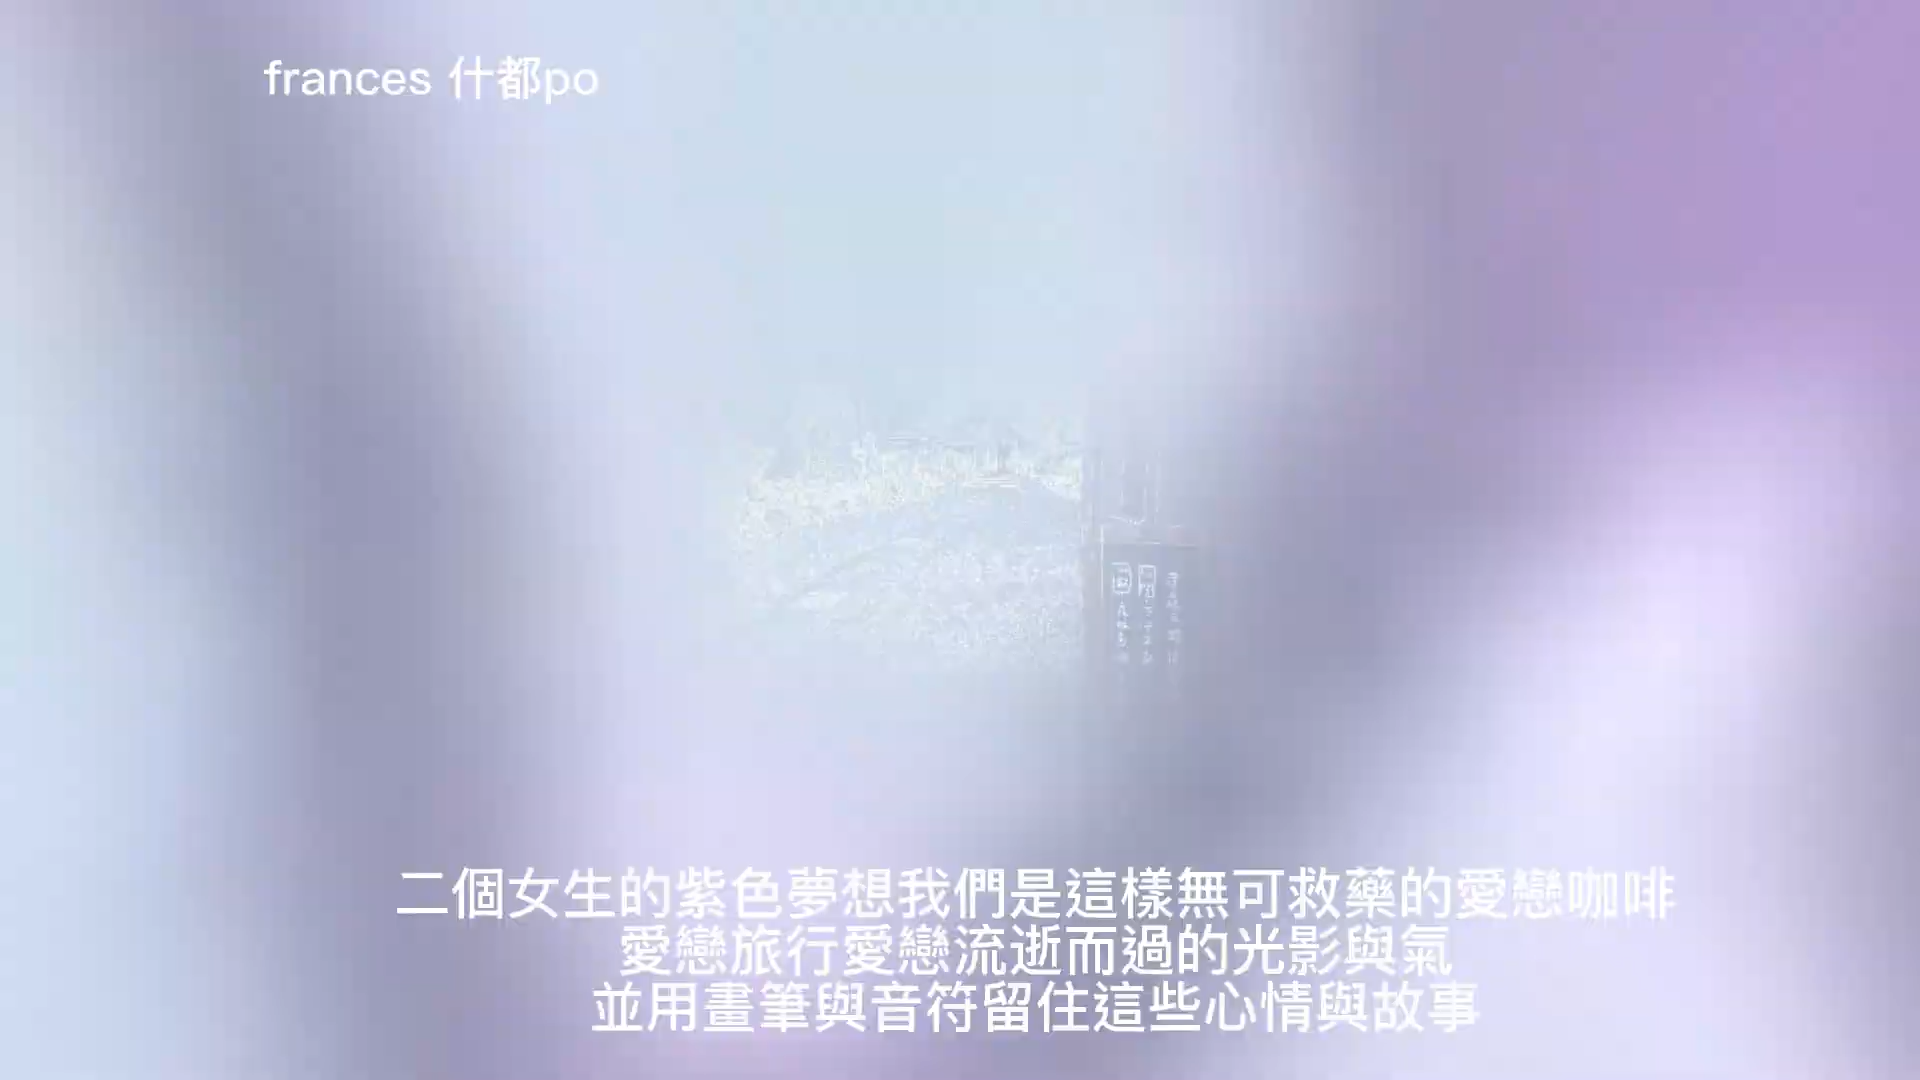 frances 什都po
二個女生的紫色夢想我們是這樣無可救藥的愛戀咖啡
愛戀旅行愛戀流逝而過的光影與氣
並用畫筆與音符留住這些心情與故事